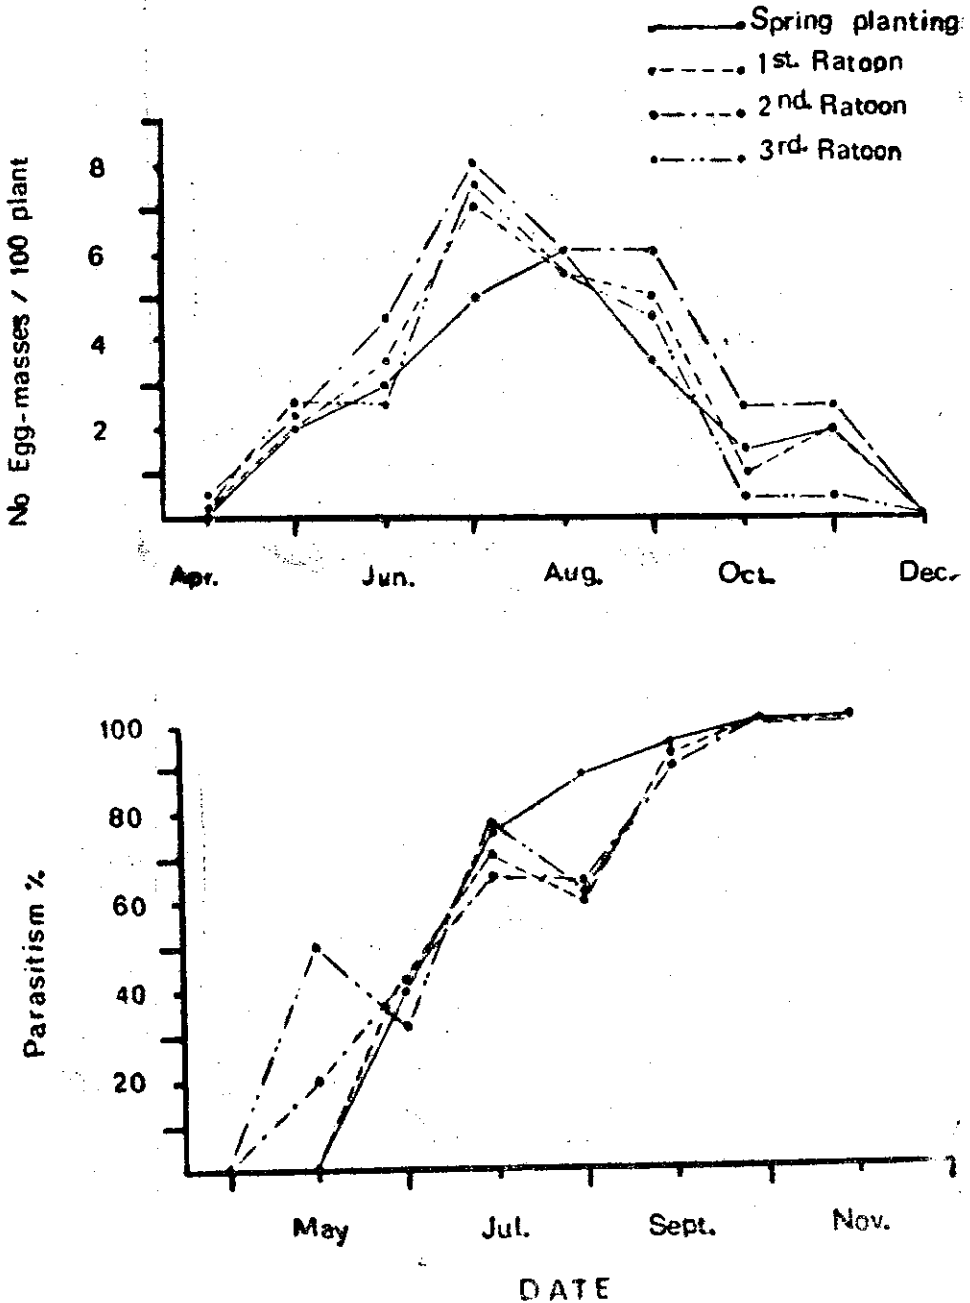 Spring planting
1st. Ratoon
2nd. Ratoon
3rd. Ratoon
No Egg-masses / 100 plant
8
6
4
2
Apr. Jun. Aug. Oct. Dec.
Parasitism %
100
80
60
40
20
May Jul. Sept. Nov.
DATE